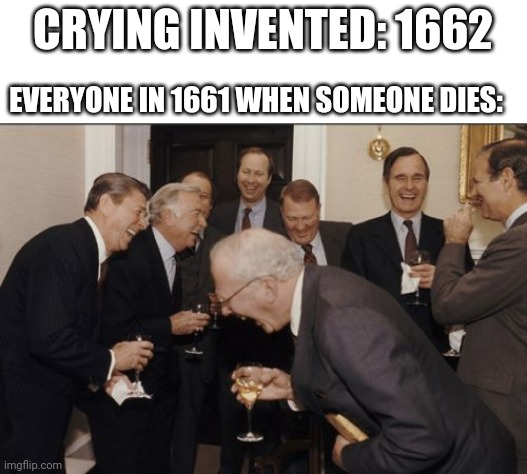 CRYING INVENTED: 1662
EVERYONE IN 1661 WHEN SOMEONE DIES:
imgflip.com